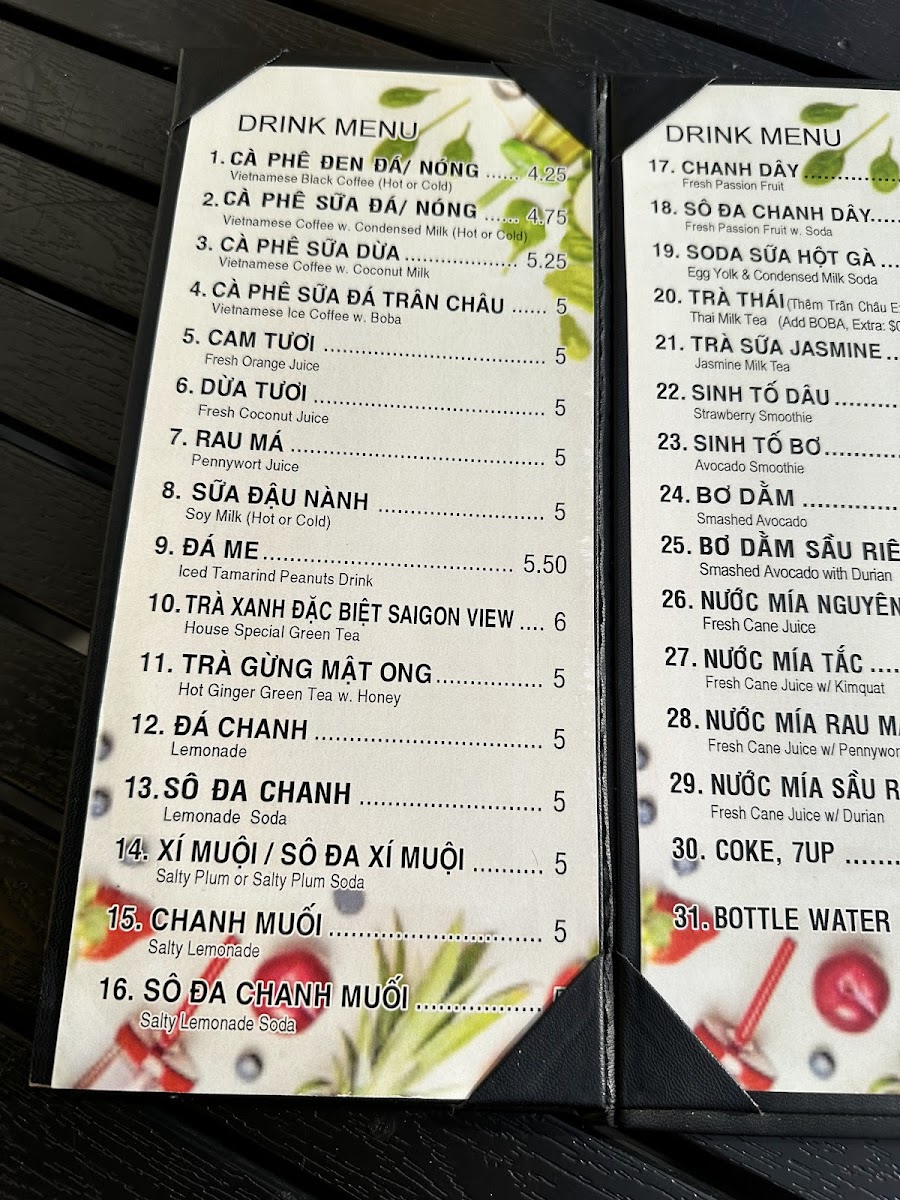 DRINK MENU
1. CÀ PHÊ ĐEN ĐÁ/ NÓNG ...... 4.25
Vietnamese Black Coffee (Hot or Cold)
2. CÀ PHÊ SỮA ĐÁ/ NÓNG ...... 4.75
Vietnamese Coffee w. Condensed Milk (Hot or Cold)
3. CÀ PHÊ SỮA DỪA ................... 5.25
Vietnamese Coffee w. Coconut Milk
4. CÀ PHÊ SỮA ĐÁ TRÂN CHÂU ...... 5
Vietnamese Ice Coffee w. Boba
5. CAM TƯƠI .................................... 5
Fresh Orange Juice
6. DỪA TƯƠI .................................... 5
Fresh Coconut Juice
7. RAU MÁ ........................................ 5
Pennywort Juice
8. SỮA ĐẬU NÀNH ........................... 5
Soy Milk (Hot or Cold)
9. ĐÁ ME ........................................ 5.50
Iced Tamarind Peanuts Drink
10. TRÀ XANH ĐẶC BIỆT SAIGON VIEW .... 6
House Special Green Tea
11. TRÀ GỪNG MẬT ONG ................. 5
Hot Ginger Green Tea w. Honey
12. ĐÁ CHANH .................................... 5
Lemonade
13. SÔ ĐA CHANH ............................. 5
Lemonade Soda
14. XÍ MUỘI / SÔ ĐA XÍ MUỘI .......... 5
Salty Plum or Salty Plum Soda
15. CHANH MUỐI ................................ 5
Salty Lemonade
16. SÔ ĐA CHANH MUỐI ..................
Salty Lemonade Soda
DRINK MENU
17. CHANH DÂY ................
Fresh Passion Fruit
18. SÔ ĐA CHANH DÂY.....
Fresh Passion Fruit w. Soda
19. SODA SỮA HỘT GÀ ...
Egg Yolk & Condensed Milk Soda
20. TRÀ THÁI (Thêm Trân Châu
Thai Milk Tea (Add BOBA, Extra:
21. TRÀ SỮA JASMINE ..
Jasmine Milk Tea
22. SINH TỐ DÂU ...........
Strawberry Smoothie
23. SINH TỐ BƠ.............
Avocado Smoothie
24. BƠ DẰM ................
Smashed Avocado
25. BƠ DẰM SẦU RIÊ
Smashed Avocado with Durian
26. NƯỚC MÍA NGUYÊN
Fresh Cane Juice
27. NƯỚC MÍA TẮC ....
Fresh Cane Juice w/ Kimquat
28. NƯỚC MÍA RAU M
Fresh Cane Juice w/ Pennywor
29. NƯỚC MÍA SẦU R
Fresh Cane Juice w/ Durian
30. COKE, 7UP .......
31. BOTTLE WATER